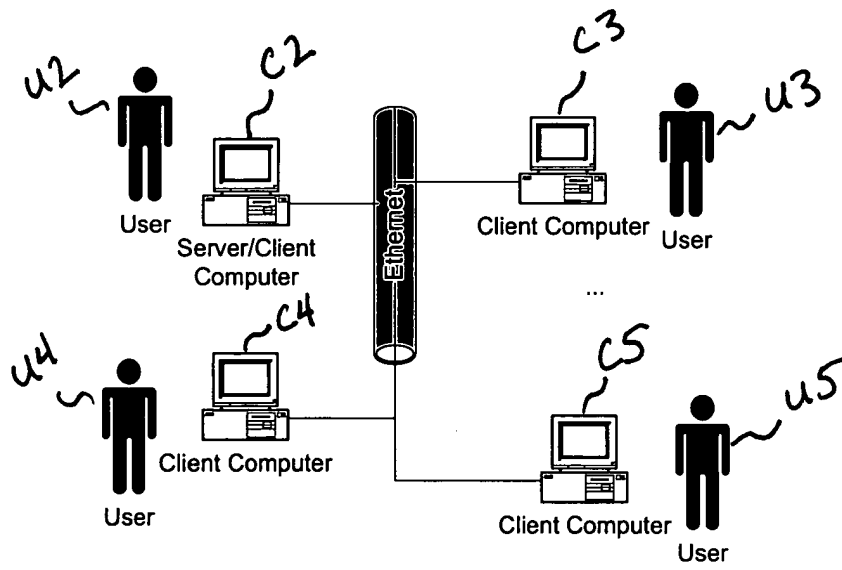 U2
C2
C3
U3
User
Server/Client
Computer
Ethernet
Client Computer
User
...
U4
C4
C5
U5
Client Computer
User
Client Computer
User